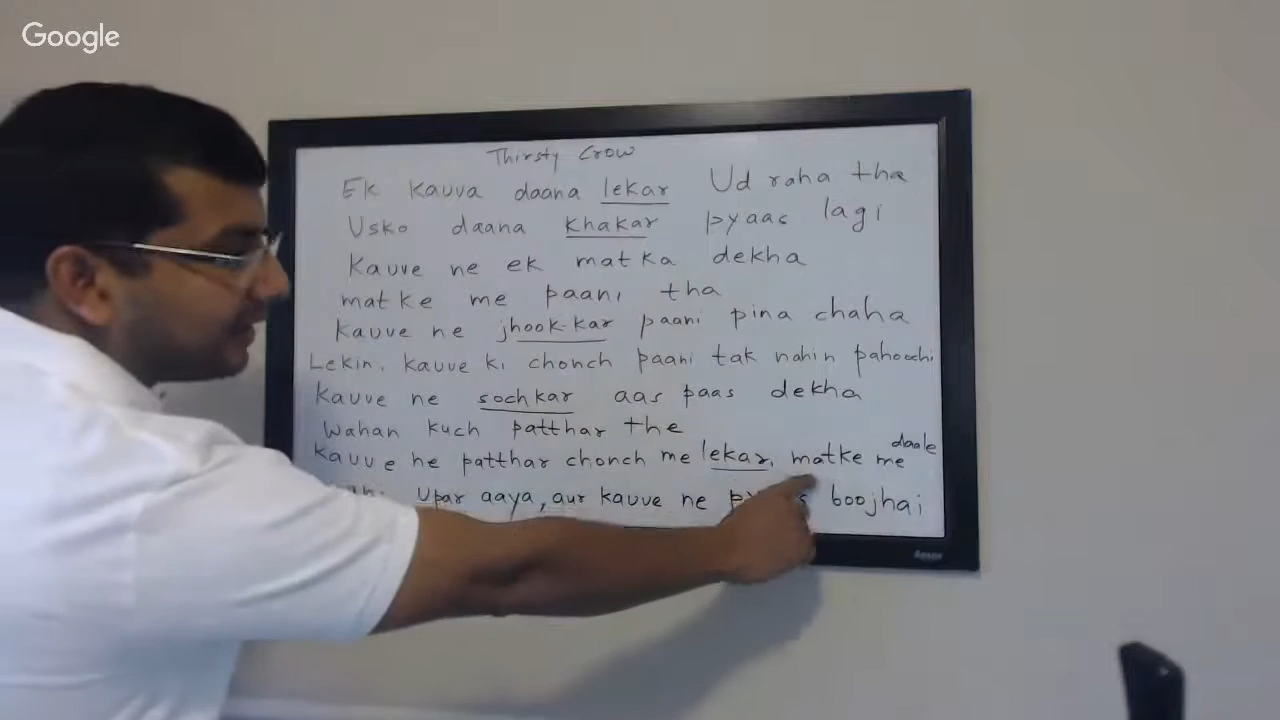 Google
Thirsty Crow
Ek kauva daana lekar Ud raha tha
Usko daana khakar pyaas lagi
Kauve ne ek matka dekha
matke me paani tha
Kauve ne jhook-kar paani pina chaha
Lekin, kauve ki chonch paani tak nahin pahoochi
Kauve ne sochkar aas paas dekha
Wahan kuch patthar the
Kauve ne patthar chonch me lekar, matke me daale
Upar aaya, aur kauve ne boojhai